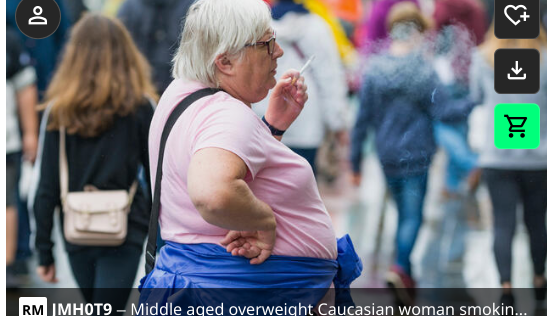 RM JMH0T9 – Middle aged overweight Caucasian woman smokin...